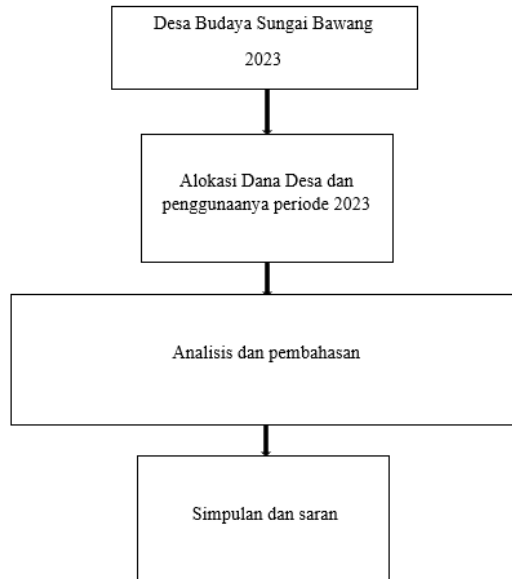 Desa Budaya Sungai Bawang
2023
Alokasi Dana Desa dan
penggunaanya periode 2023
Analisis dan pembahasan
Simpulan dan saran